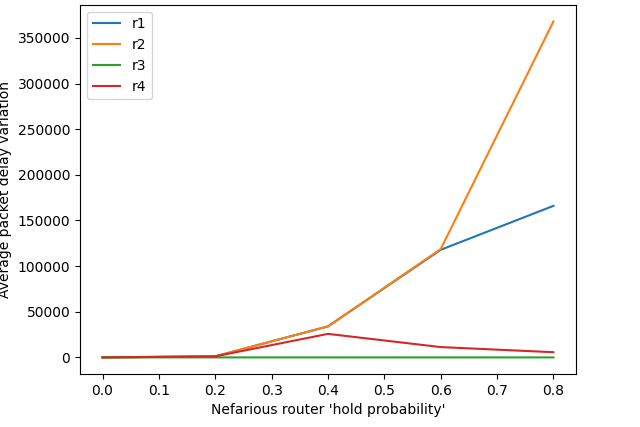 r1
r2
r3
r4
350000
300000
250000
200000
150000
100000
50000
0
Average packet delay variation
0.0 0.1 0.2 0.3 0.4 0.5 0.6 0.7 0.8
Nefarious router 'hold probability'